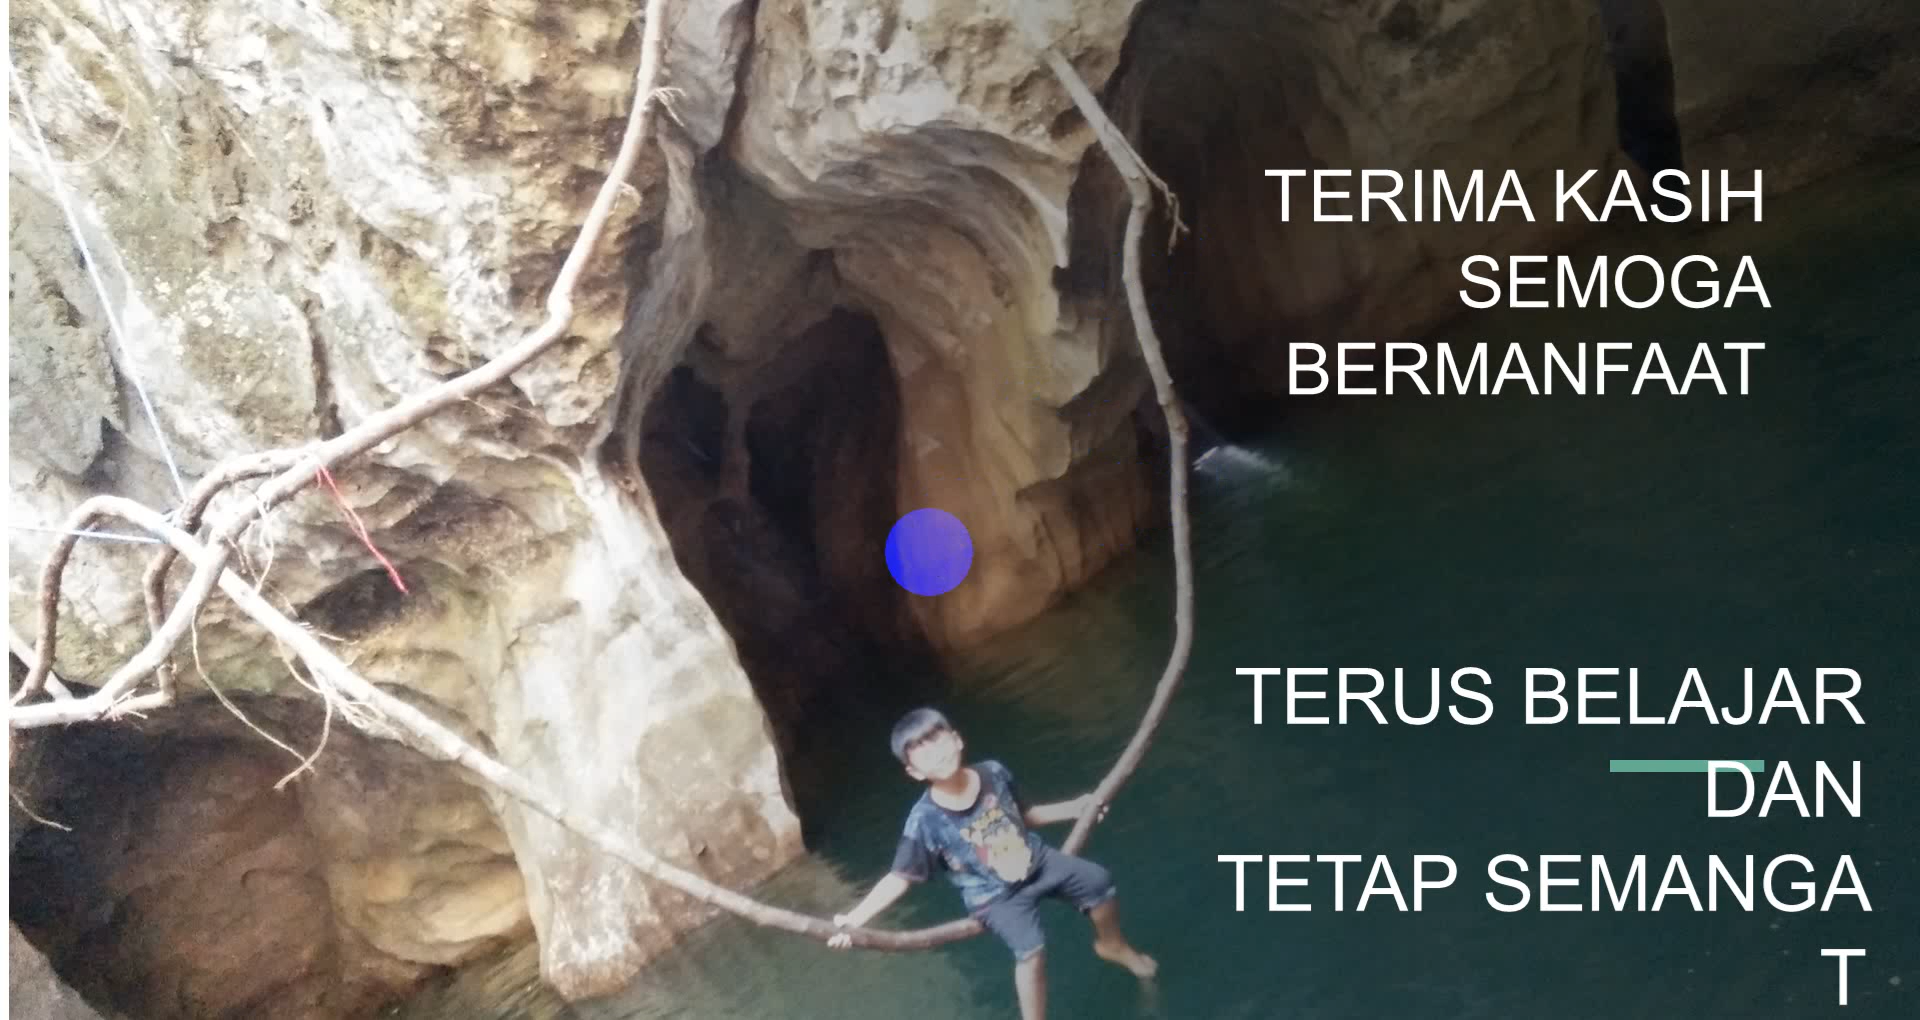 TERIMA KASIH
SEMOGA
BERMANFAAT
TERUS BELAJAR
DAN
TETAP SEMANGA
T